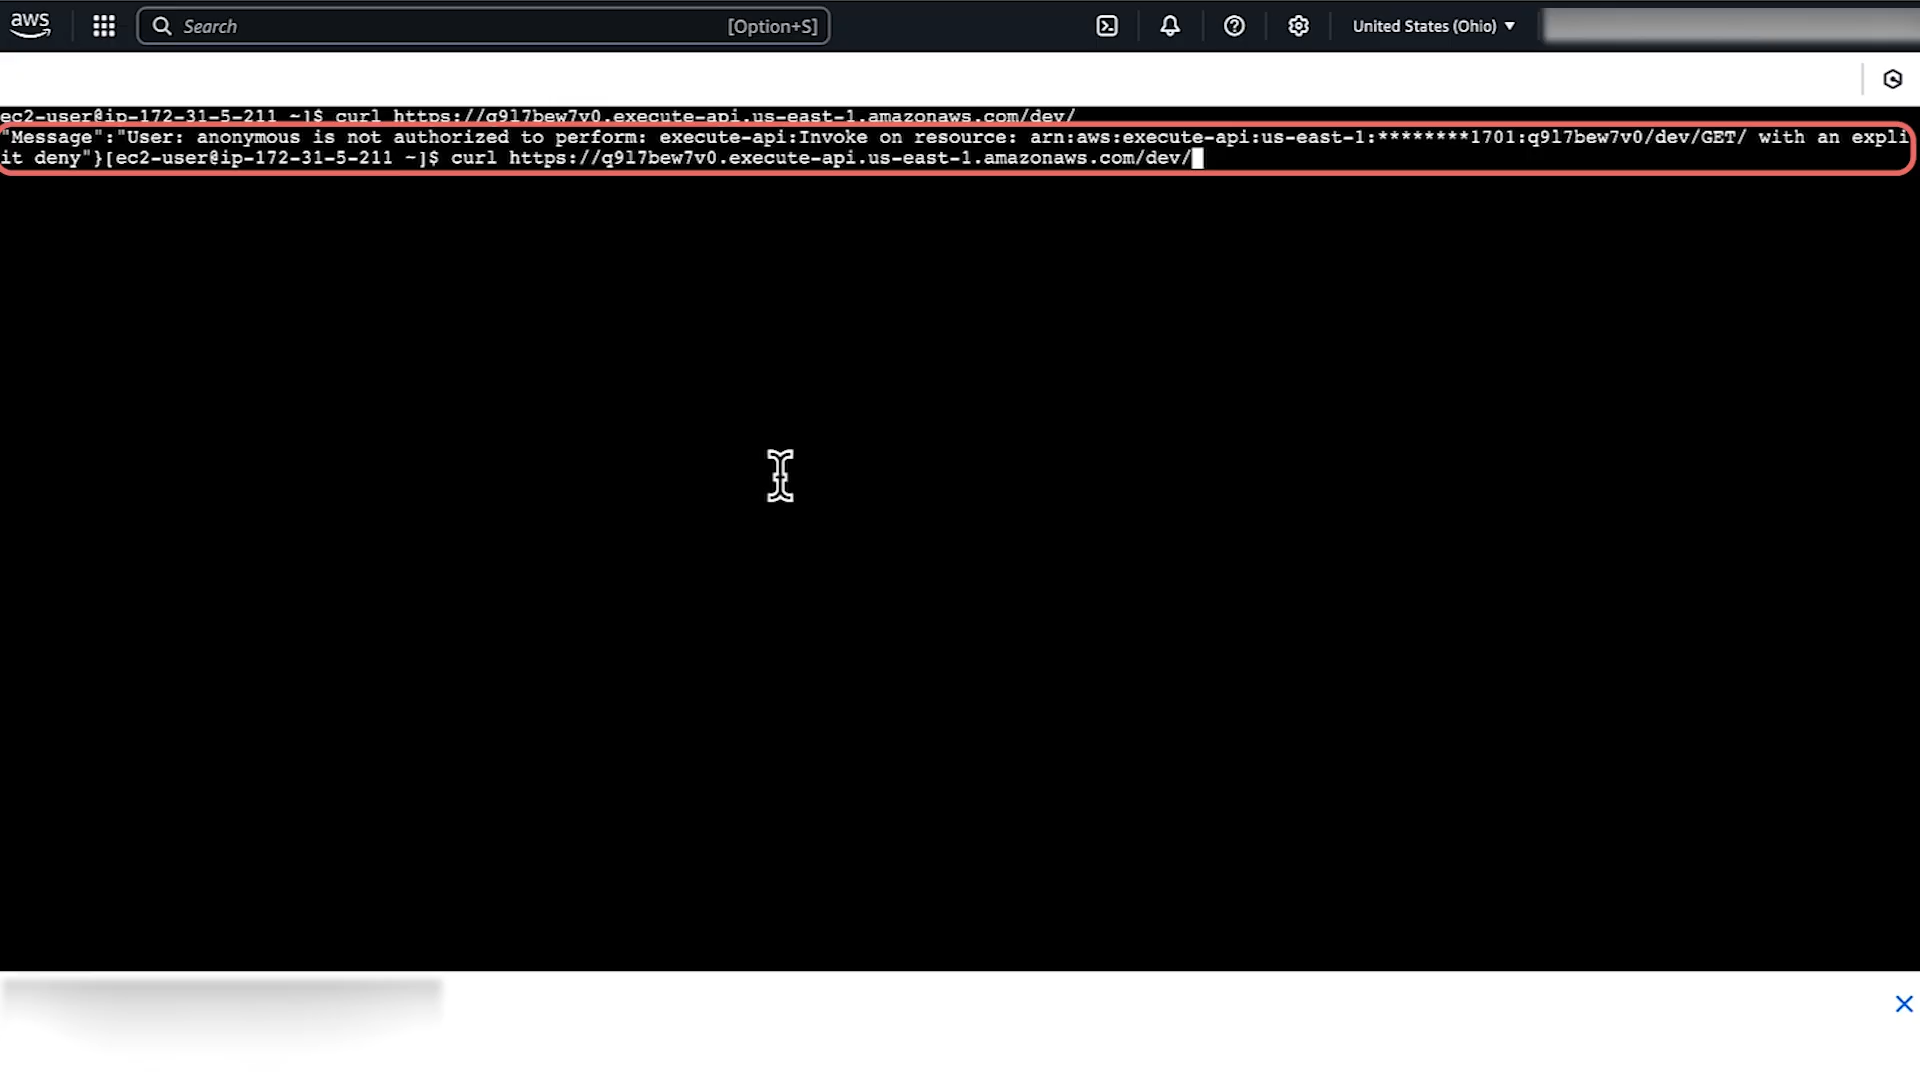 aws
Search
[Option+S]
United States (Ohio)
ec2-user@ip-172-31-5-211 ~]$ curl https://q9l7bew7v0.execute-api.us-east-1.amazonaws.com/dev/
"Message":"User: anonymous is not authorized to perform: execute-api:Invoke on resource: arn:aws:execute-api:us-east-1:********1701:q9l7bew7v0/dev/GET/ with an expli
it deny"}[ec2-user@ip-172-31-5-211 ~]$ curl https://q9l7bew7v0.execute-api.us-east-1.amazonaws.com/dev/